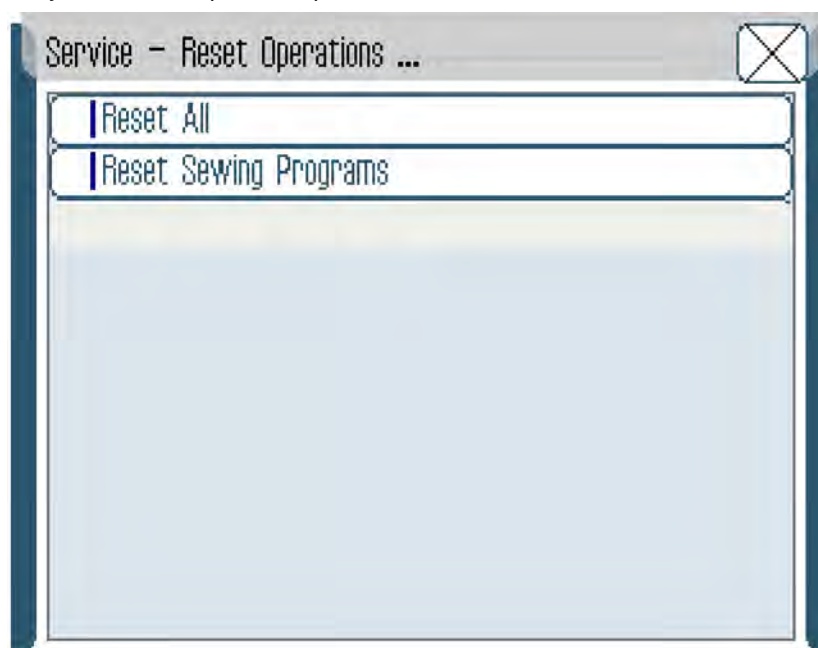 Service - Reset Operations ...
Reset All
Reset Sewing Programs